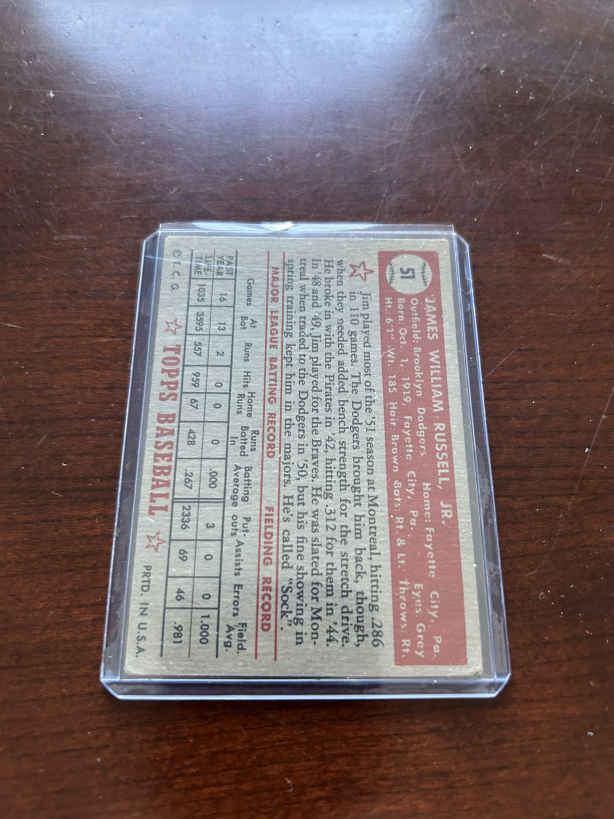 51
JAMES WILLIAM RUSSELL, JR.
Outfield: Brooklyn Dodgers Home: Fayette City, Pa.
Born Oct. 1, 1919, Fayette City, Pa. Eyes: Grey
Ht. 6'1" Wt. 185 Hair Brown Bats: Rt. & Lt. Throws: Rt.
Jim played most of the '51 season at Montreal, hitting .286
in 110 games. The Dodgers brought him back, though,
when they needed added bench strength for the stretch drive.
He broke in with the Pirates in '42, hitting .312 for them in '44.
In '48 and '49, Jim played for the Braves. He was slated for Mon-
treal when traded to the Dodgers in '50, but his fine showing in
spring training kept him in the majors. He's called "Sock".
MAJOR LEAGUE BATTING RECORD FIELDING RECORD
Games At Bat Runs Hits Home Runs Runs Batted In Batting Average Put-outs Assists Errors Field. Avg.
PAST YEAR 16 13 2 0 0 0 .000 3 0 0 1.000
LIFE TIME 1035 3595 557 959 67 428 .267 2336 69 46 .981
© T. C. G. TOPPS BASEBALL PRTD. IN U.S.A.